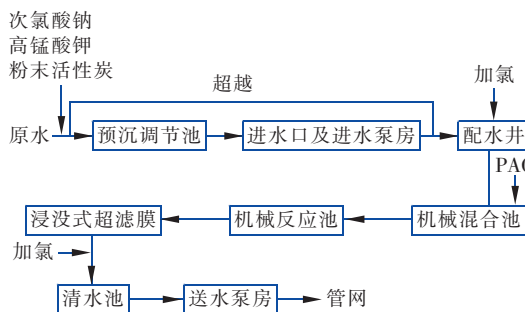 次氯酸钠
高锰酸钾
粉末活性炭
超越
加氯
原水
预沉调节池
进水口及进水泵房
配水井
PAC
浸没式超滤膜
机械反应池
机械混合池
加氯
清水池
送水泵房
管网